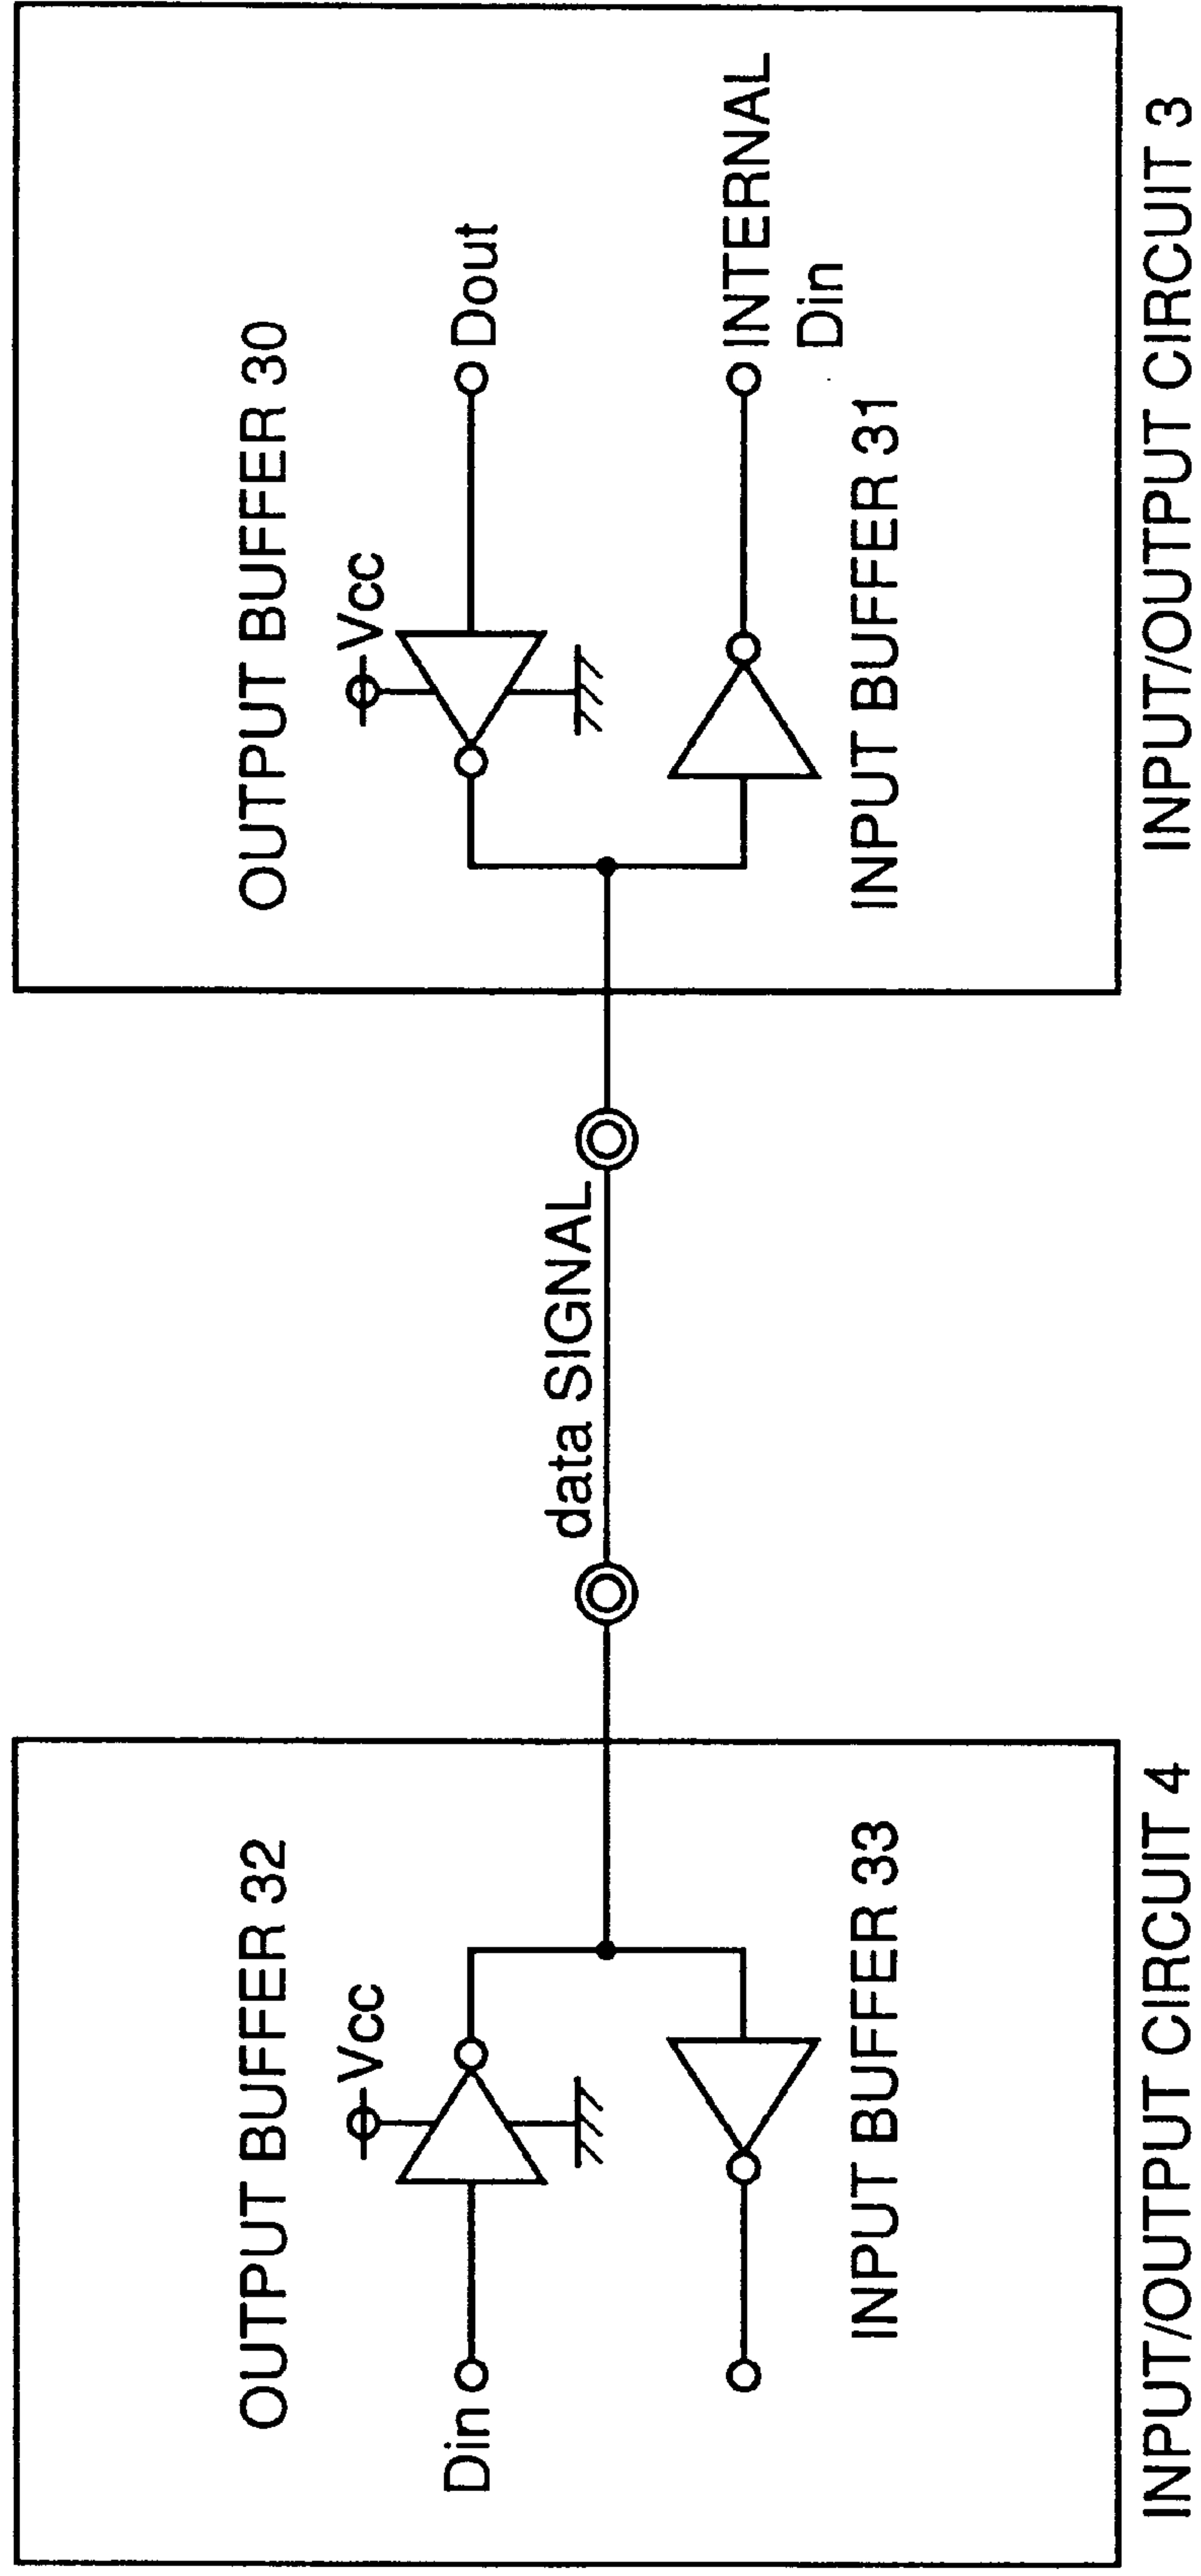 OUTPUT BUFFER 32
Vcc
Din
INPUT BUFFER 33
INPUT/OUTPUT CIRCUIT 4
data SIGNAL
OUTPUT BUFFER 30
Vcc
Dout
INTERNAL
Din
INPUT BUFFER 31
INPUT/OUTPUT CIRCUIT 3